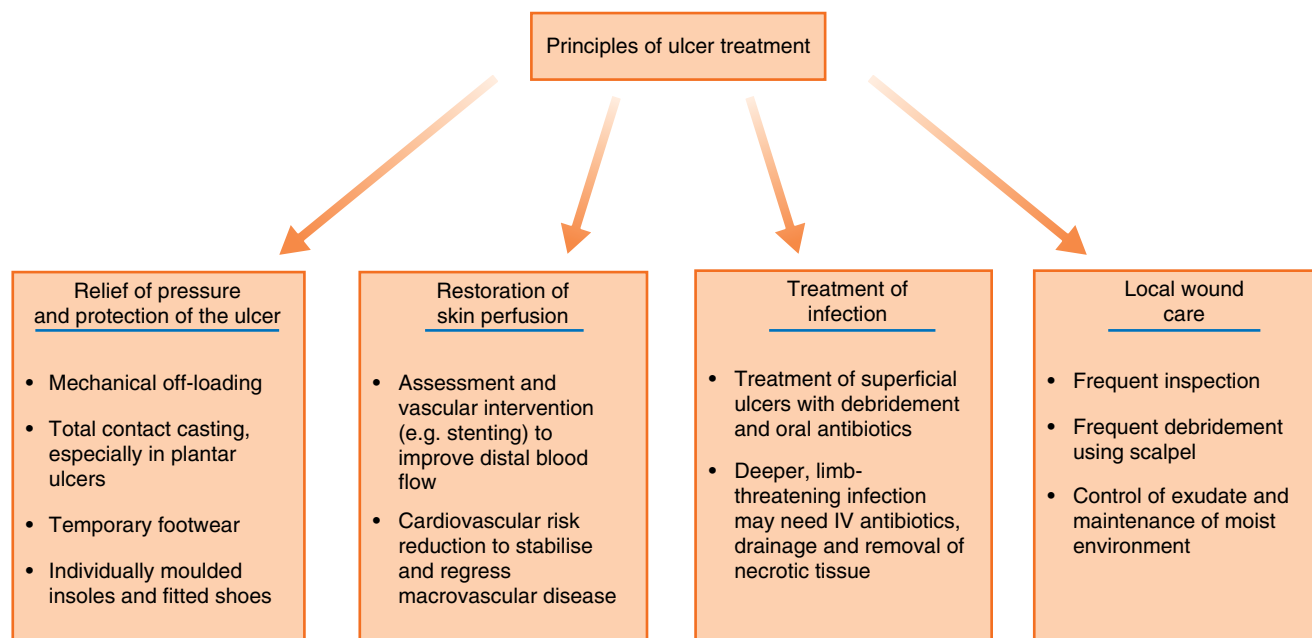 Principles of ulcer treatment
Relief of pressure
and protection of the ulcer
• Mechanical off-loading
• Total contact casting,
especially in plantar
ulcers
• Temporary footwear
• Individually moulded
insoles and fitted shoes
Restoration of
skin perfusion
• Assessment and
vascular intervention
(e.g. stenting) to
improve distal blood
flow
• Cardiovascular risk
reduction to stabilise
and regress
macrovascular disease
Treatment of
infection
• Treatment of superficial
ulcers with debridement
and oral antibiotics
• Deeper, limb-
threatening infection
may need IV antibiotics,
drainage and removal of
necrotic tissue
Local wound
care
• Frequent inspection
• Frequent debridement
using scalpel
• Control of exudate and
maintenance of moist
environment